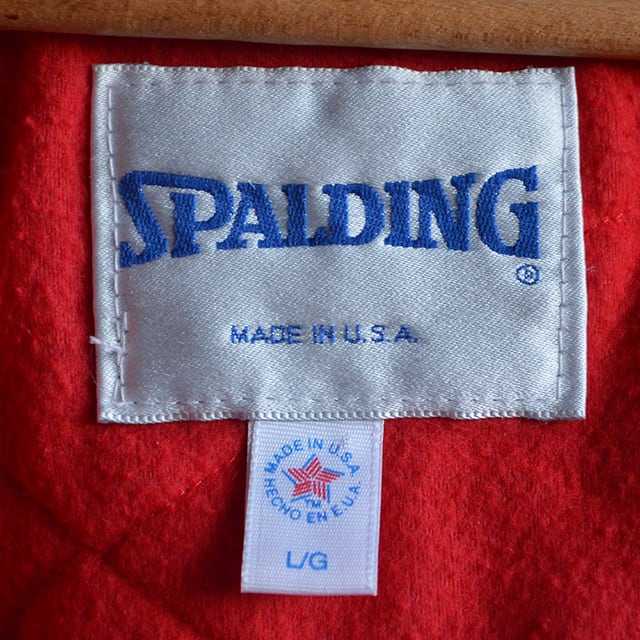 SPALDING
®
MADE IN U.S.A.
MADE IN U.S.A.
TM
HECHO EN E.U.A.
L/G